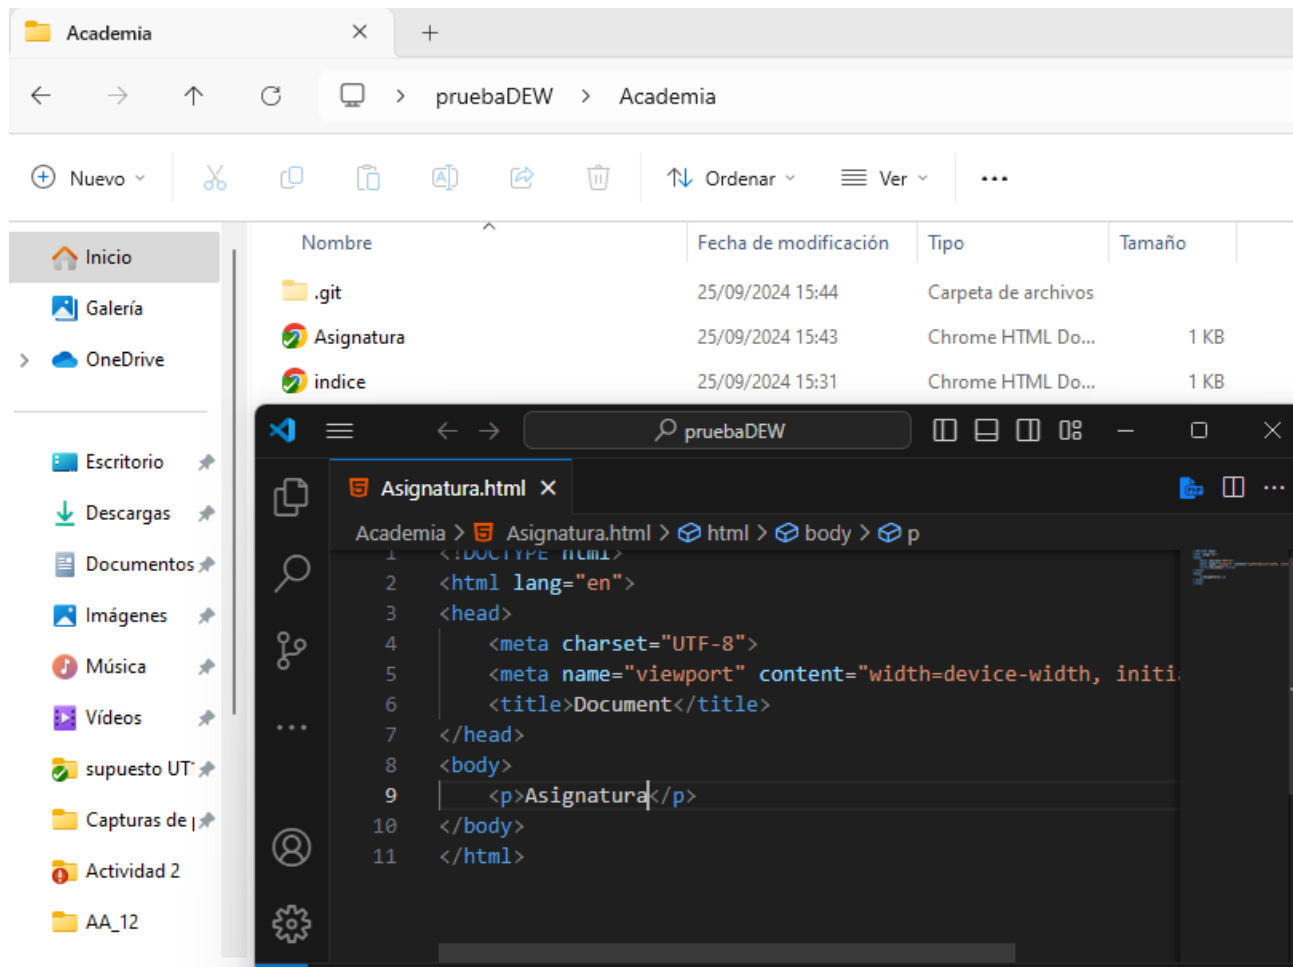 Academia
pruebaDEW > Academia
Nuevo
Ordenar
Ver
Inicio
Galería
OneDrive
Escritorio
Descargas
Documentos
Imágenes
Música
Vídeos
supuesto UT
Capturas de
Actividad 2
AA_12
Nombre Fecha de modificación Tipo Tamaño
.git 25/09/2024 15:44 Carpeta de archivos
Asignatura 25/09/2024 15:43 Chrome HTML Do... 1 KB
indice 25/09/2024 15:31 Chrome HTML Do... 1 KB
pruebaDEW
Asignatura.html
Academia > Asignatura.html > html > body > p
1 <!DOCTYPE html>
2 <html lang="en">
3 <head>
4 <meta charset="UTF-8">
5 <meta name="viewport" content="width=device-width, initi
6 <title>Document</title>
7 </head>
8 <body>
9 <p>Asignatura</p>
10 </body>
11 </html>